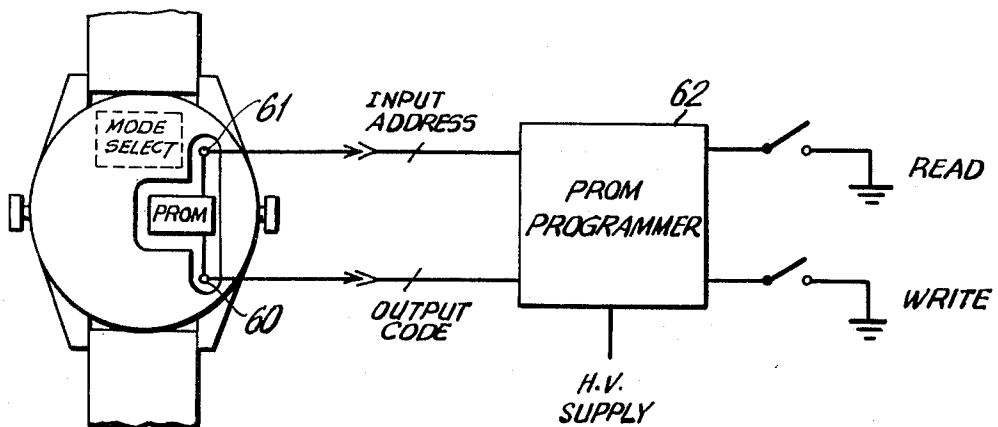 MODE
SELECT
61
PROM
60
INPUT
ADDRESS
OUTPUT
CODE
62
PROM
PROGRAMMER
H.V.
SUPPLY
READ
WRITE